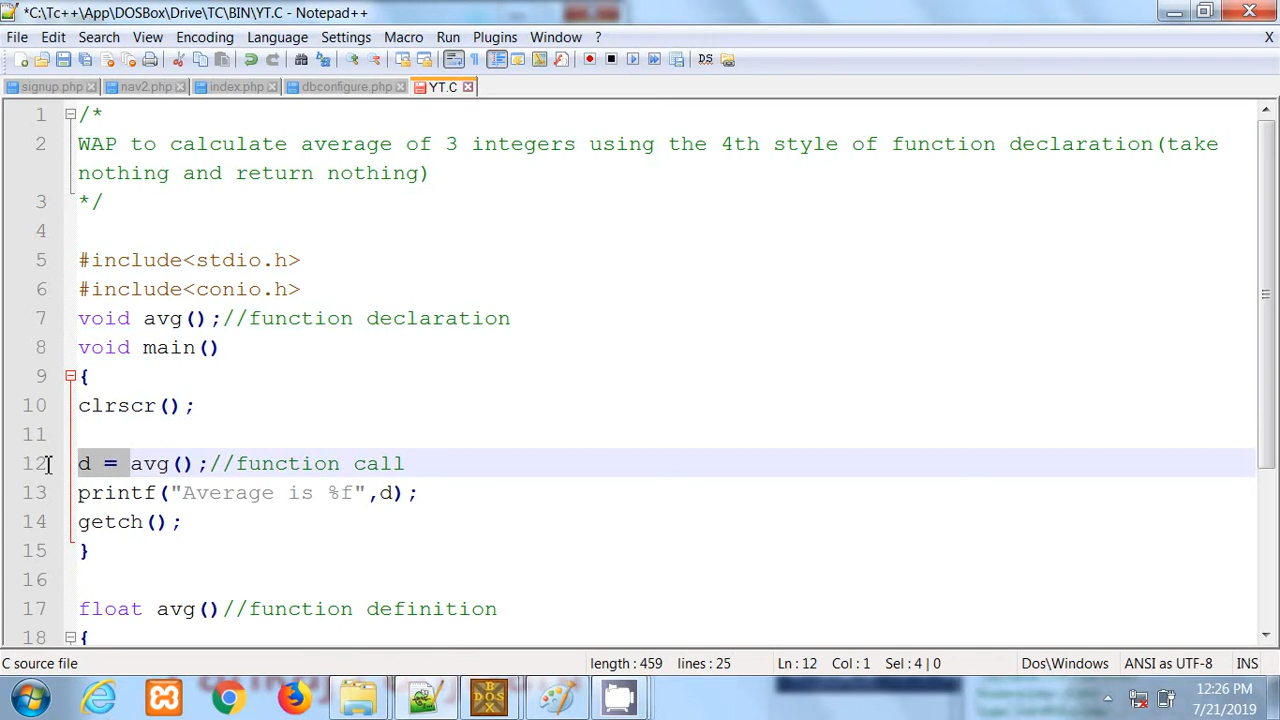 *C:\Tc++\App\DOSBox\Drive\TC\BIN\YT.C - Notepad++
File Edit Search View Encoding Language Settings Macro Run Plugins Window ? X
signup.php nav2.php index.php dbconfigure.php YT.C
1 /*
2 WAP to calculate average of 3 integers using the 4th style of function declaration(take
nothing and return nothing)
3 */
4
5 #include<stdio.h>
6 #include<conio.h>
7 void avg();//function declaration
8 void main()
9 {
10 clrscr();
11
12 d = avg();//function call
13 printf("Average is %f",d);
14 getch();
15 }
16
17 float avg()//function definition
18 {
C source file length : 459 lines : 25 Ln : 12 Col : 1 Sel : 4 | 0 Dos\Windows ANSI as UTF-8 INS
12:26 PM
7/21/2019